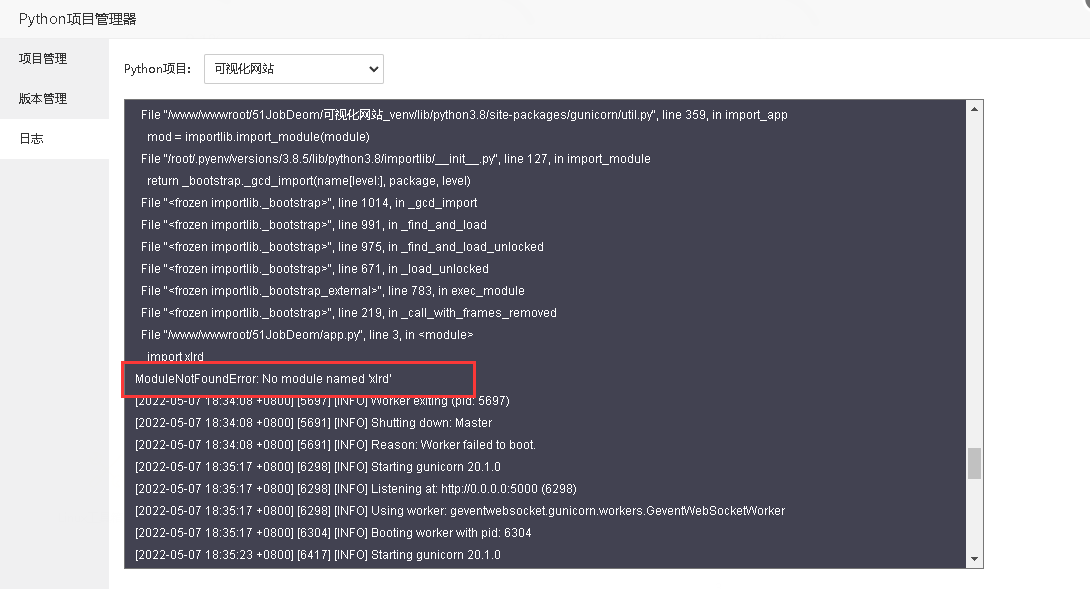 Python项目管理器
项目管理
版本管理
日志
Python项目：
可视化网站
File "/www/wwwroot/51JobDeom/可视化网站_venv/lib/python3.8/site-packages/gunicorn/util.py", line 359, in import_app
mod = importlib.import_module(module)
File "/root/.pyenv/versions/3.8.5/lib/python3.8/importlib/__init__.py", line 127, in import_module
return _bootstrap._gcd_import(name[level:], package, level)
File "<frozen importlib._bootstrap>", line 1014, in _gcd_import
File "<frozen importlib._bootstrap>", line 991, in _find_and_load
File "<frozen importlib._bootstrap>", line 975, in _find_and_load_unlocked
File "<frozen importlib._bootstrap>", line 671, in _load_unlocked
File "<frozen importlib._bootstrap_external>", line 783, in exec_module
File "<frozen importlib._bootstrap>", line 219, in _call_with_frames_removed
File "/www/wwwroot/51JobDeom/app.py", line 3, in <module>
import xlrd
ModuleNotFoundError: No module named 'xlrd'
[2022-05-07 18:34:08 +0800] [5697] [INFO] Worker exiting (pid: 5697)
[2022-05-07 18:34:08 +0800] [5691] [INFO] Shutting down: Master
[2022-05-07 18:34:08 +0800] [5691] [INFO] Reason: Worker failed to boot.
[2022-05-07 18:35:17 +0800] [6298] [INFO] Starting gunicorn 20.1.0
[2022-05-07 18:35:17 +0800] [6298] [INFO] Listening at: http://0.0.0.0:5000 (6298)
[2022-05-07 18:35:17 +0800] [6298] [INFO] Using worker: geventwebsocket.gunicorn.workers.GeventWebSocketWorker
[2022-05-07 18:35:17 +0800] [6304] [INFO] Booting worker with pid: 6304
[2022-05-07 18:35:23 +0800] [6417] [INFO] Starting gunicorn 20.1.0